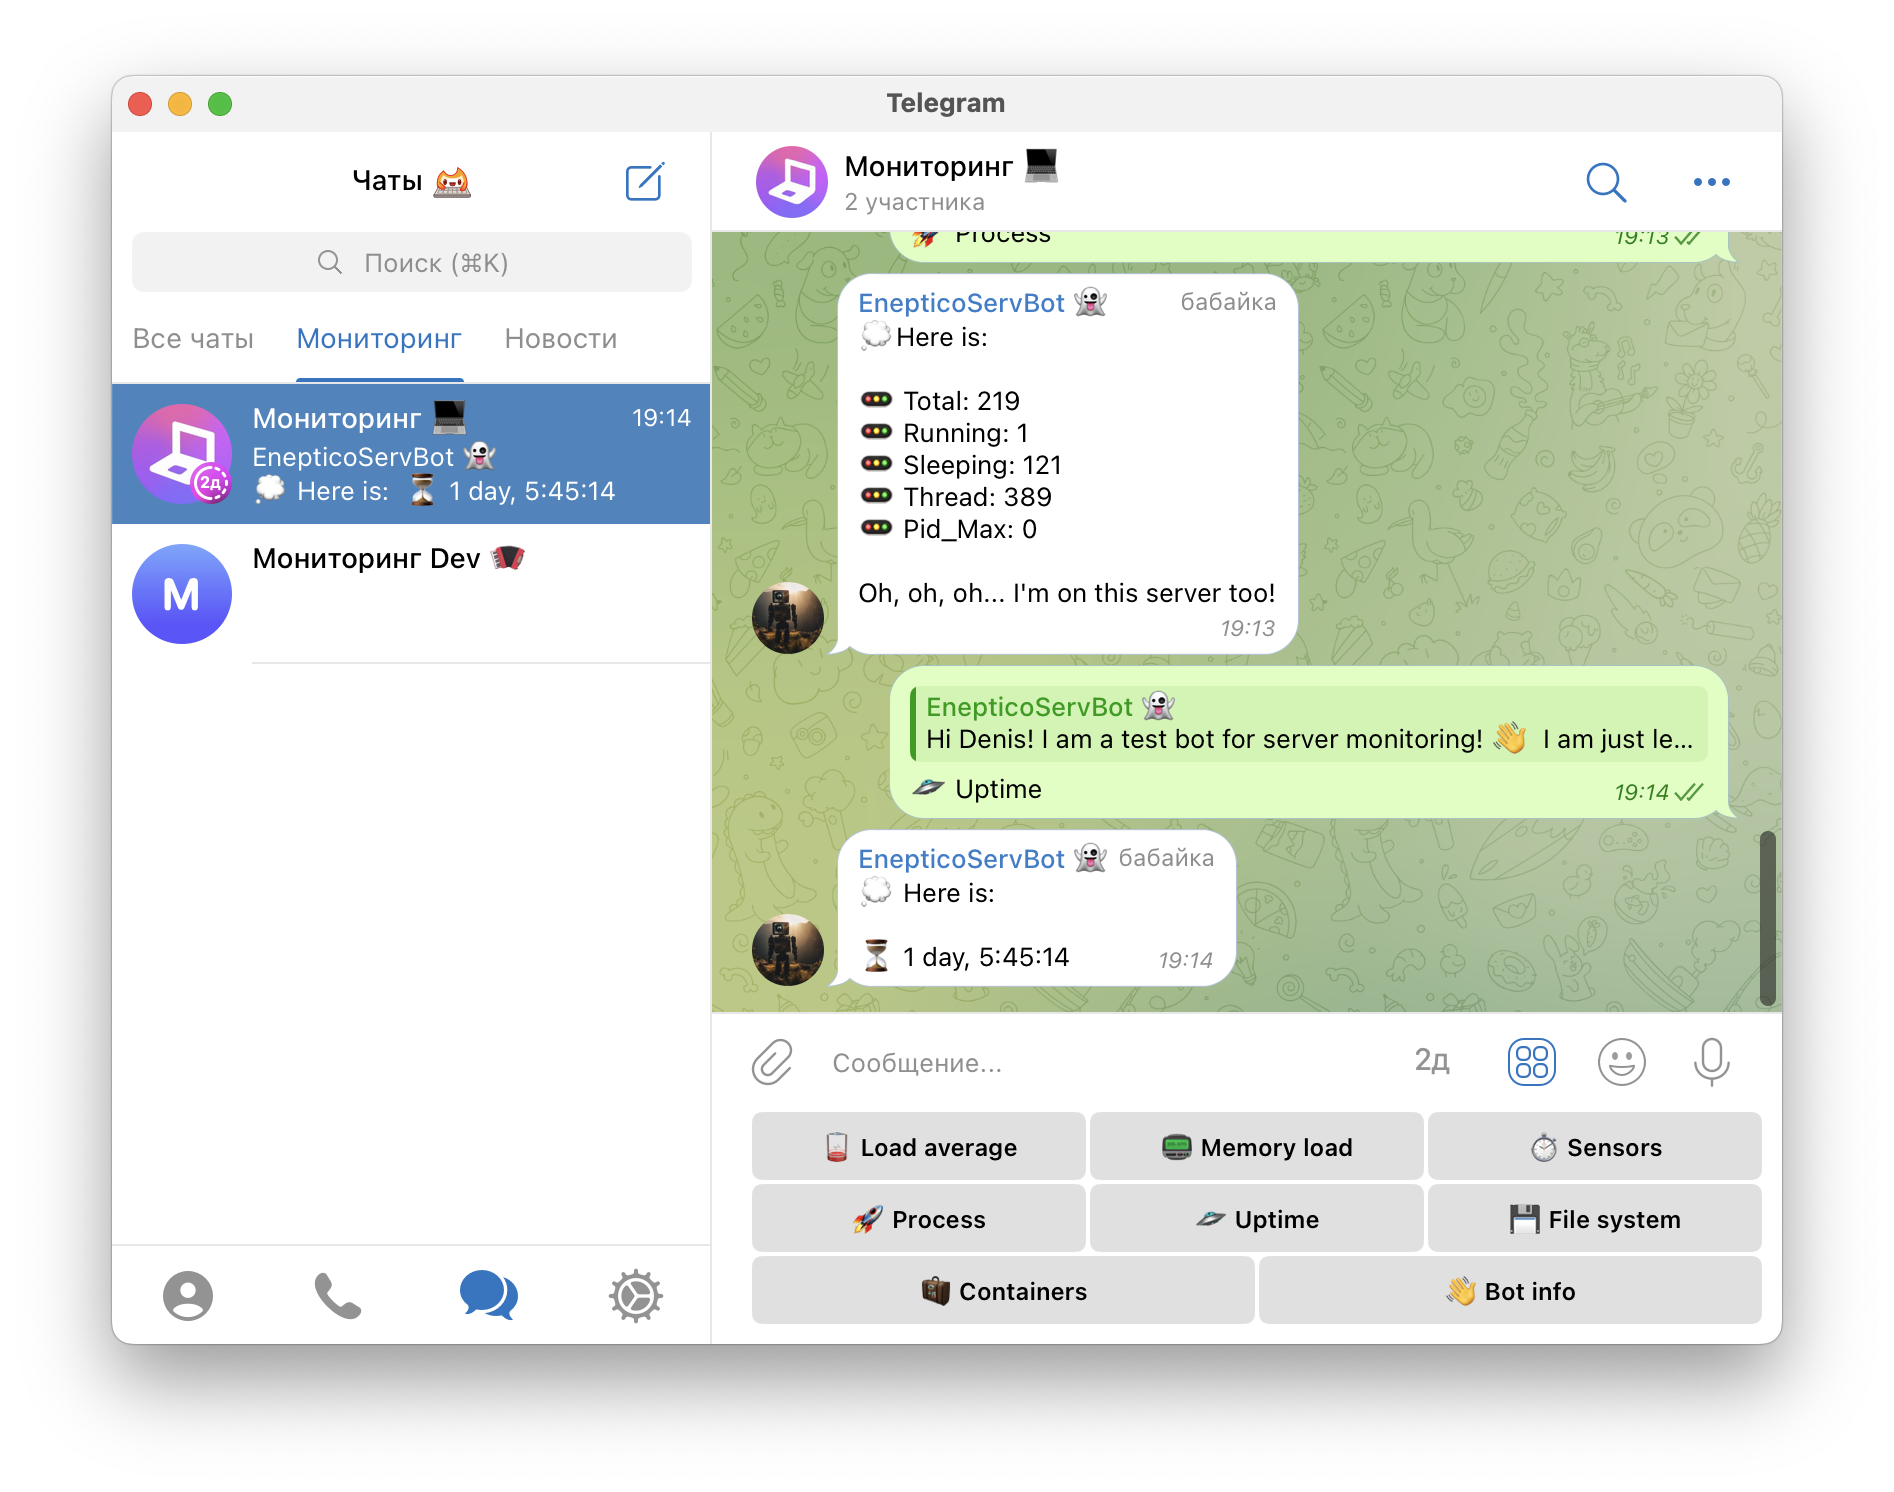 Telegram
Чаты
Поиск (⌘K)
Все чаты
Мониторинг
Новости
Мониторинг
19:14
EnepticoServBot
Here is: 1 day, 5:45:14
2д
M
Мониторинг Dev
Мониторинг
2 участника
Process
19:13
EnepticoServBot
бабайка
Here is:
Total: 219
Running: 1
Sleeping: 121
Thread: 389
Pid_Max: 0
Oh, oh, oh... I'm on this server too!
19:13
EnepticoServBot
Hi Denis! I am a test bot for server monitoring! I am just le...
Uptime
19:14
EnepticoServBot
бабайка
Here is:
1 day, 5:45:14
19:14
Сообщение...
2д
Load average
Memory load
Sensors
Process
Uptime
File system
Containers
Bot info